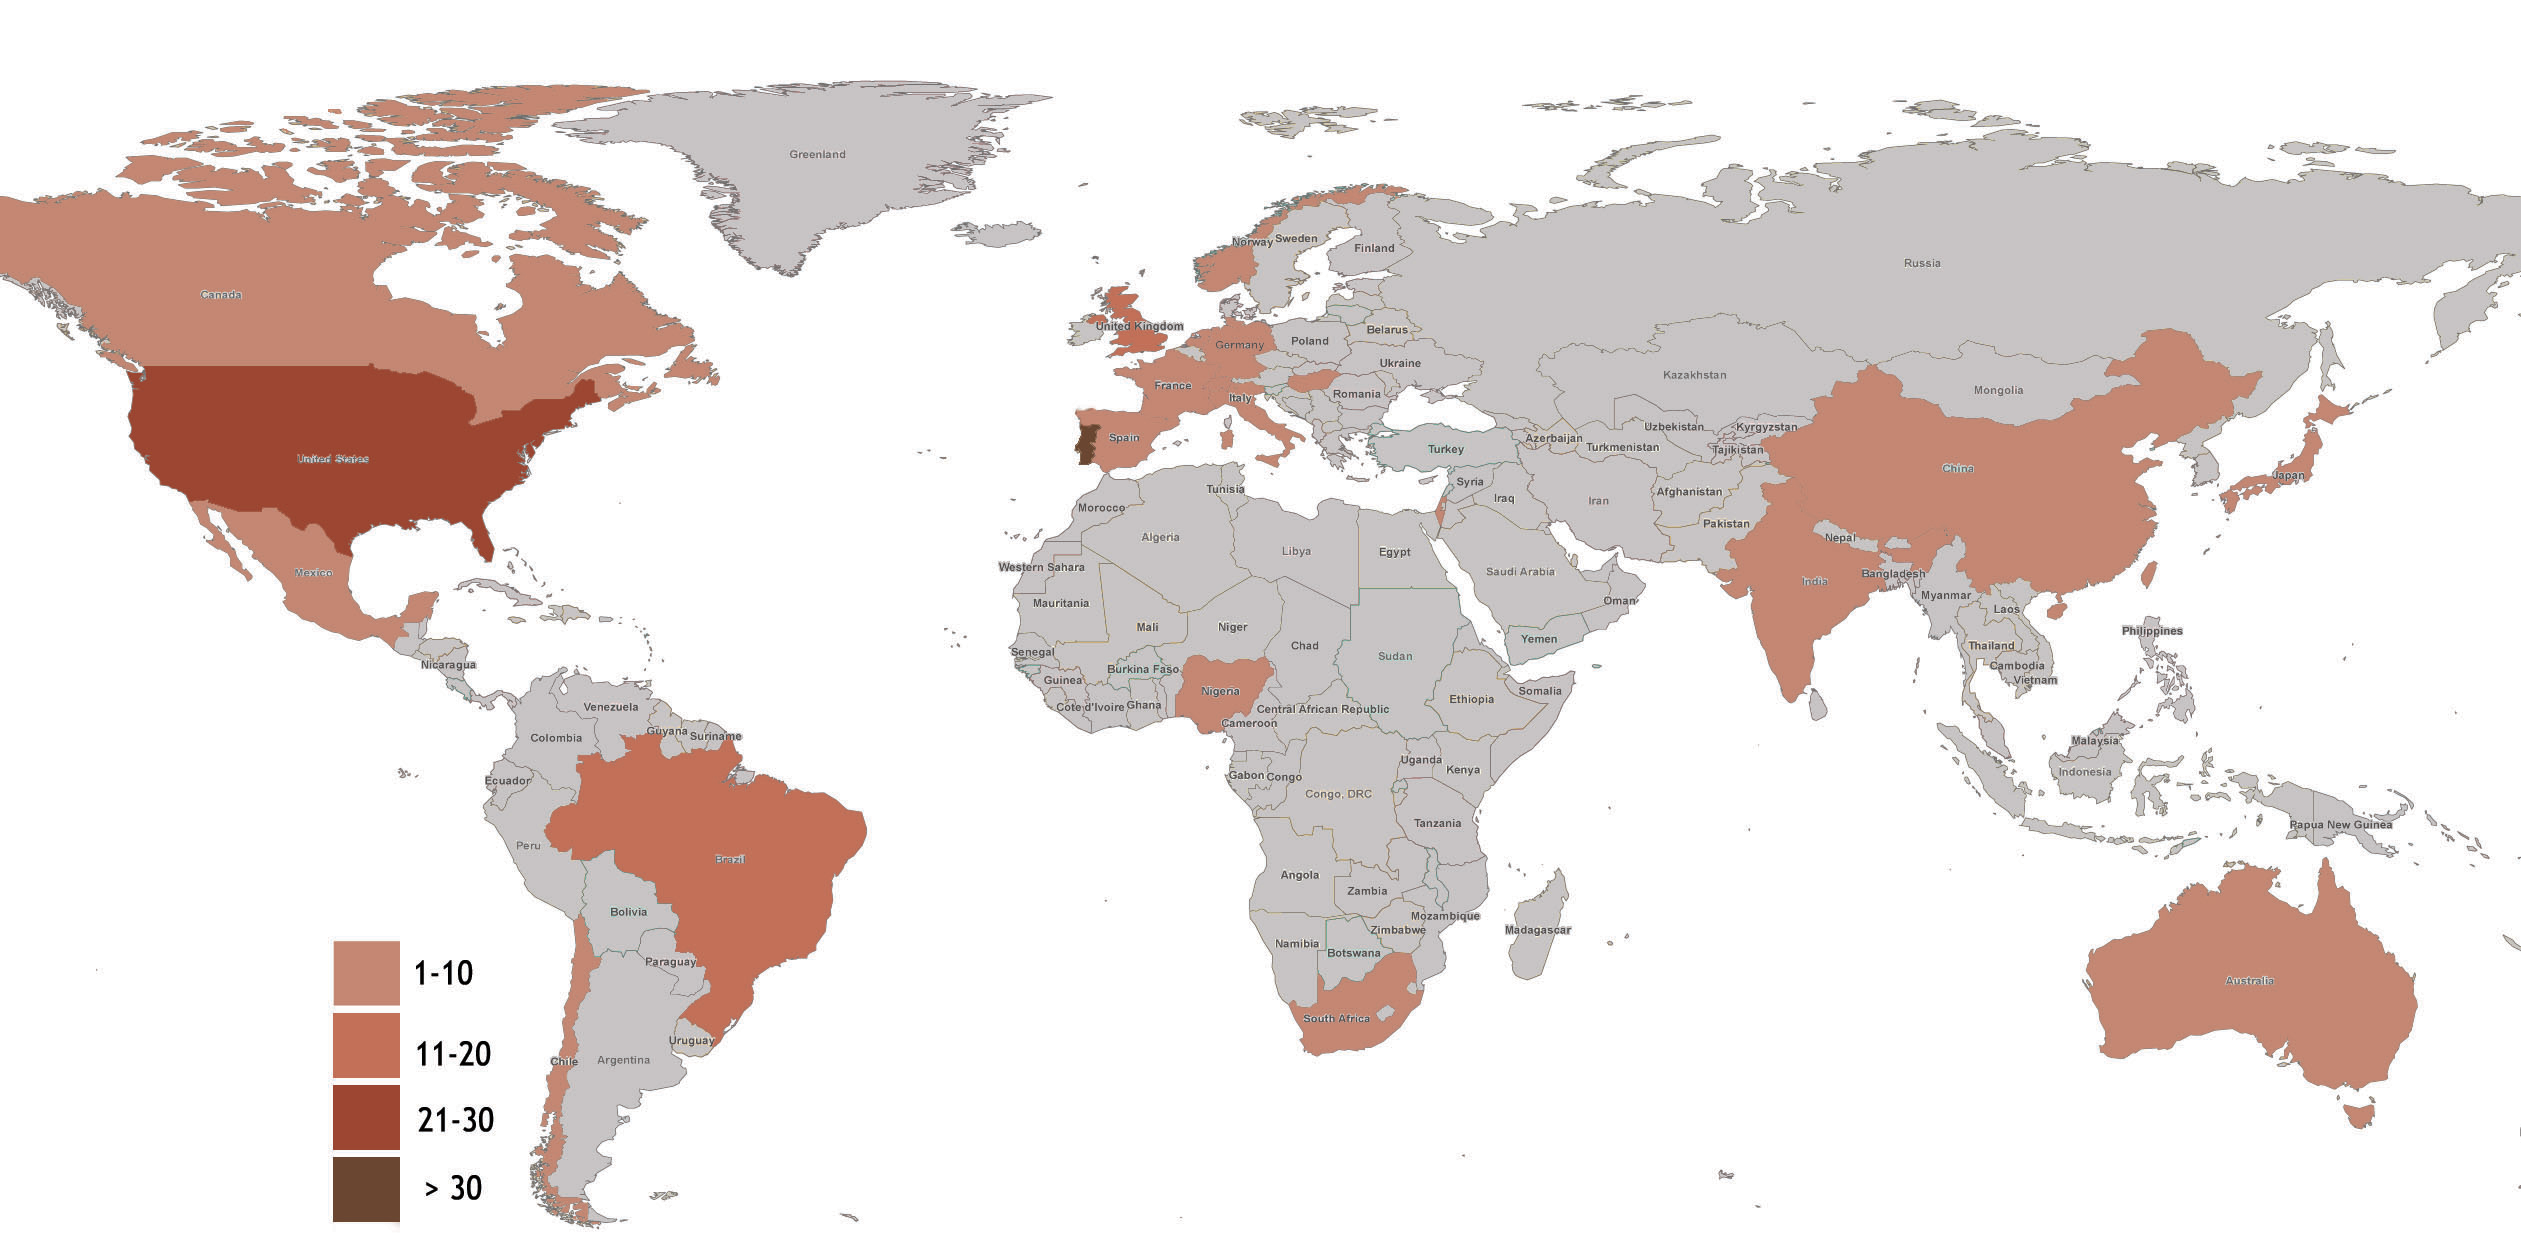 Greenland
Norway
Sweden
Finland
Russia
Canada
United Kingdom
Belarus
Germany
Poland
Ukraine
Kazakhstan
Mongolia
France
Romania
Italy
Uzbekistan
Kyrgyzstan
Spain
Azerbaijan
Turkmenistan
Tajikistan
Turkey
United States
China
Japan
Syria
Tunisia
Iraq
Iran
Afghanistan
Morocco
Pakistan
Algeria
Libya
Egypt
Nepal
Western Sahara
Saudi Arabia
Bangladesh
Mexico
India
Myanmar
Mauritania
Oman
Laos
Mali
Niger
Philippines
Yemen
Chad
Thailand
Senegal
Sudan
Nicaragua
Burkina Faso
Cambodia
Guinea
Vietnam
Nigeria
Somalia
Ethiopia
Venezuela
Cote d'Ivoire
Ghana
Central African Republic
Cameroon
Guyana
Suriname
Colombia
Malaysia
Uganda
Kenya
Indonesia
Gabon
Congo
Ecuador
Congo, DRC
Tanzania
Papua New Guinea
Peru
Brazil
Angola
Zambia
Bolivia
Mozambique
Zimbabwe
Madagascar
Namibia
Botswana
Paraguay
Australia
South Africa
Uruguay
Chile
Argentina
1-10
11-20
21-30
> 30